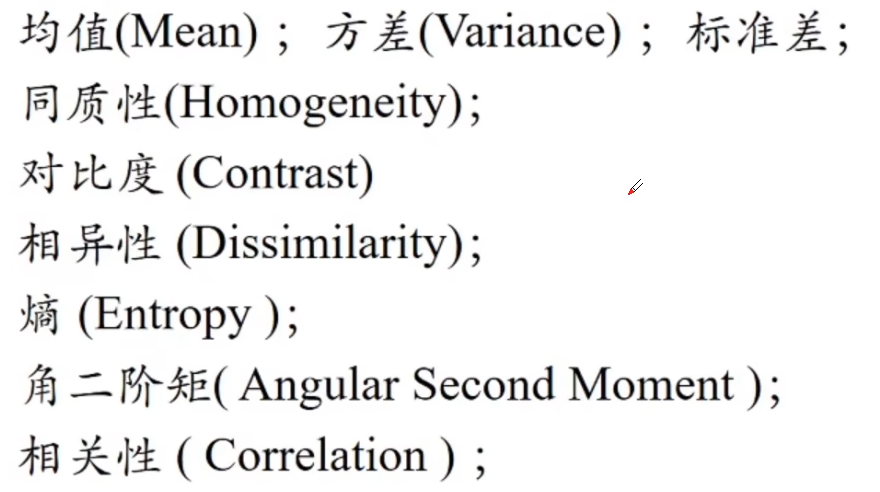 均值(Mean) ； 方差(Variance) ； 标准差；
同质性(Homogeneity);
对比度 (Contrast)
相异性 (Dissimilarity);
熵 (Entropy );
角二阶矩( Angular Second Moment );
相关性 ( Correlation ) ；